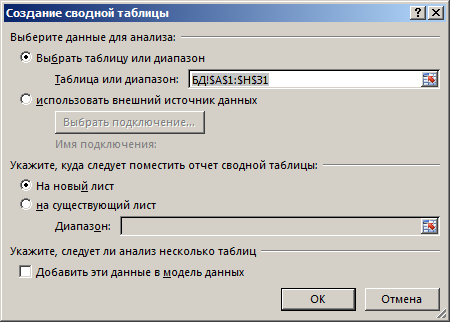 Создание сводной таблицы
Выберите данные для анализа:
Выбрать таблицу или диапазон
Таблица или диапазон: БД!$A$1:$H$31
использовать внешний источник данных
Выбрать подключение...
Имя подключения:
Укажите, куда следует поместить отчет сводной таблицы:
На новый лист
на существующий лист
Диапазон:
Укажите, следует ли анализ несколько таблиц
Добавить эти данные в модель данных
ОК Отмена